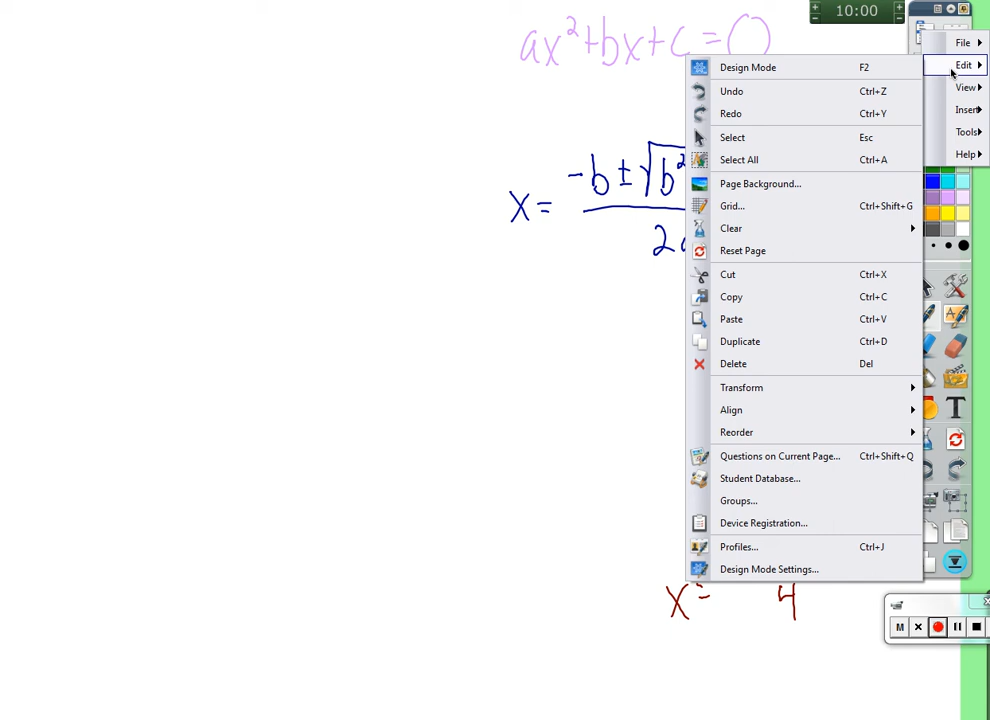 10:00
ax²+bx+c=0
File
Edit
View
Insert
Tools
Help
Design Mode F2
Undo Ctrl+Z
Redo Ctrl+Y
Select Esc
Select All Ctrl+A
Page Background...
Grid... Ctrl+Shift+G
Clear
Reset Page
Cut Ctrl+X
Copy Ctrl+C
Paste Ctrl+V
Duplicate Ctrl+D
Delete Del
Transform
Align
Reorder
Questions on Current Page... Ctrl+Shift+Q
Student Database...
Groups...
Device Registration...
Profiles... Ctrl+J
Design Mode Settings...
-b ± √b²
x =
2
T
x = 4
M